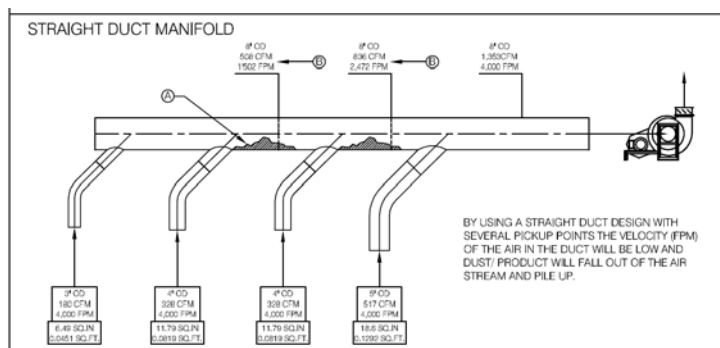 STRAIGHT DUCT MANIFOLD
8" OD
508 CFM
1'502 FPM
B
8" OD
836 CFM
2,472 FPM
B
8" OD
1,353CFM
4,000 FPM
A
BY USING A STRAIGHT DUCT DESIGN WITH
SEVERAL PICKUP POINTS THE VELOCITY (FPM)
OF THE AIR IN THE DUCT WILL BE LOW AND
DUST/ PRODUCT WILL FALL OUT OF THE AIR
STREAM AND PILE UP.
3" OD
180 CFM
4,000 FPM
6.49 SQ.IN
0.0451 SQ.FT.
4" OD
328 CFM
4,000 FPM
11.79 SQ.IN
0.0819 SQ.FT.
4" OD
328 CFM
4,000 FPM
11.79 SQ.IN
0.0819 SQ.FT.
5" OD
517 CFM
4,000 FPM
18.6 SQ.IN
0.1292 SQ.FT.